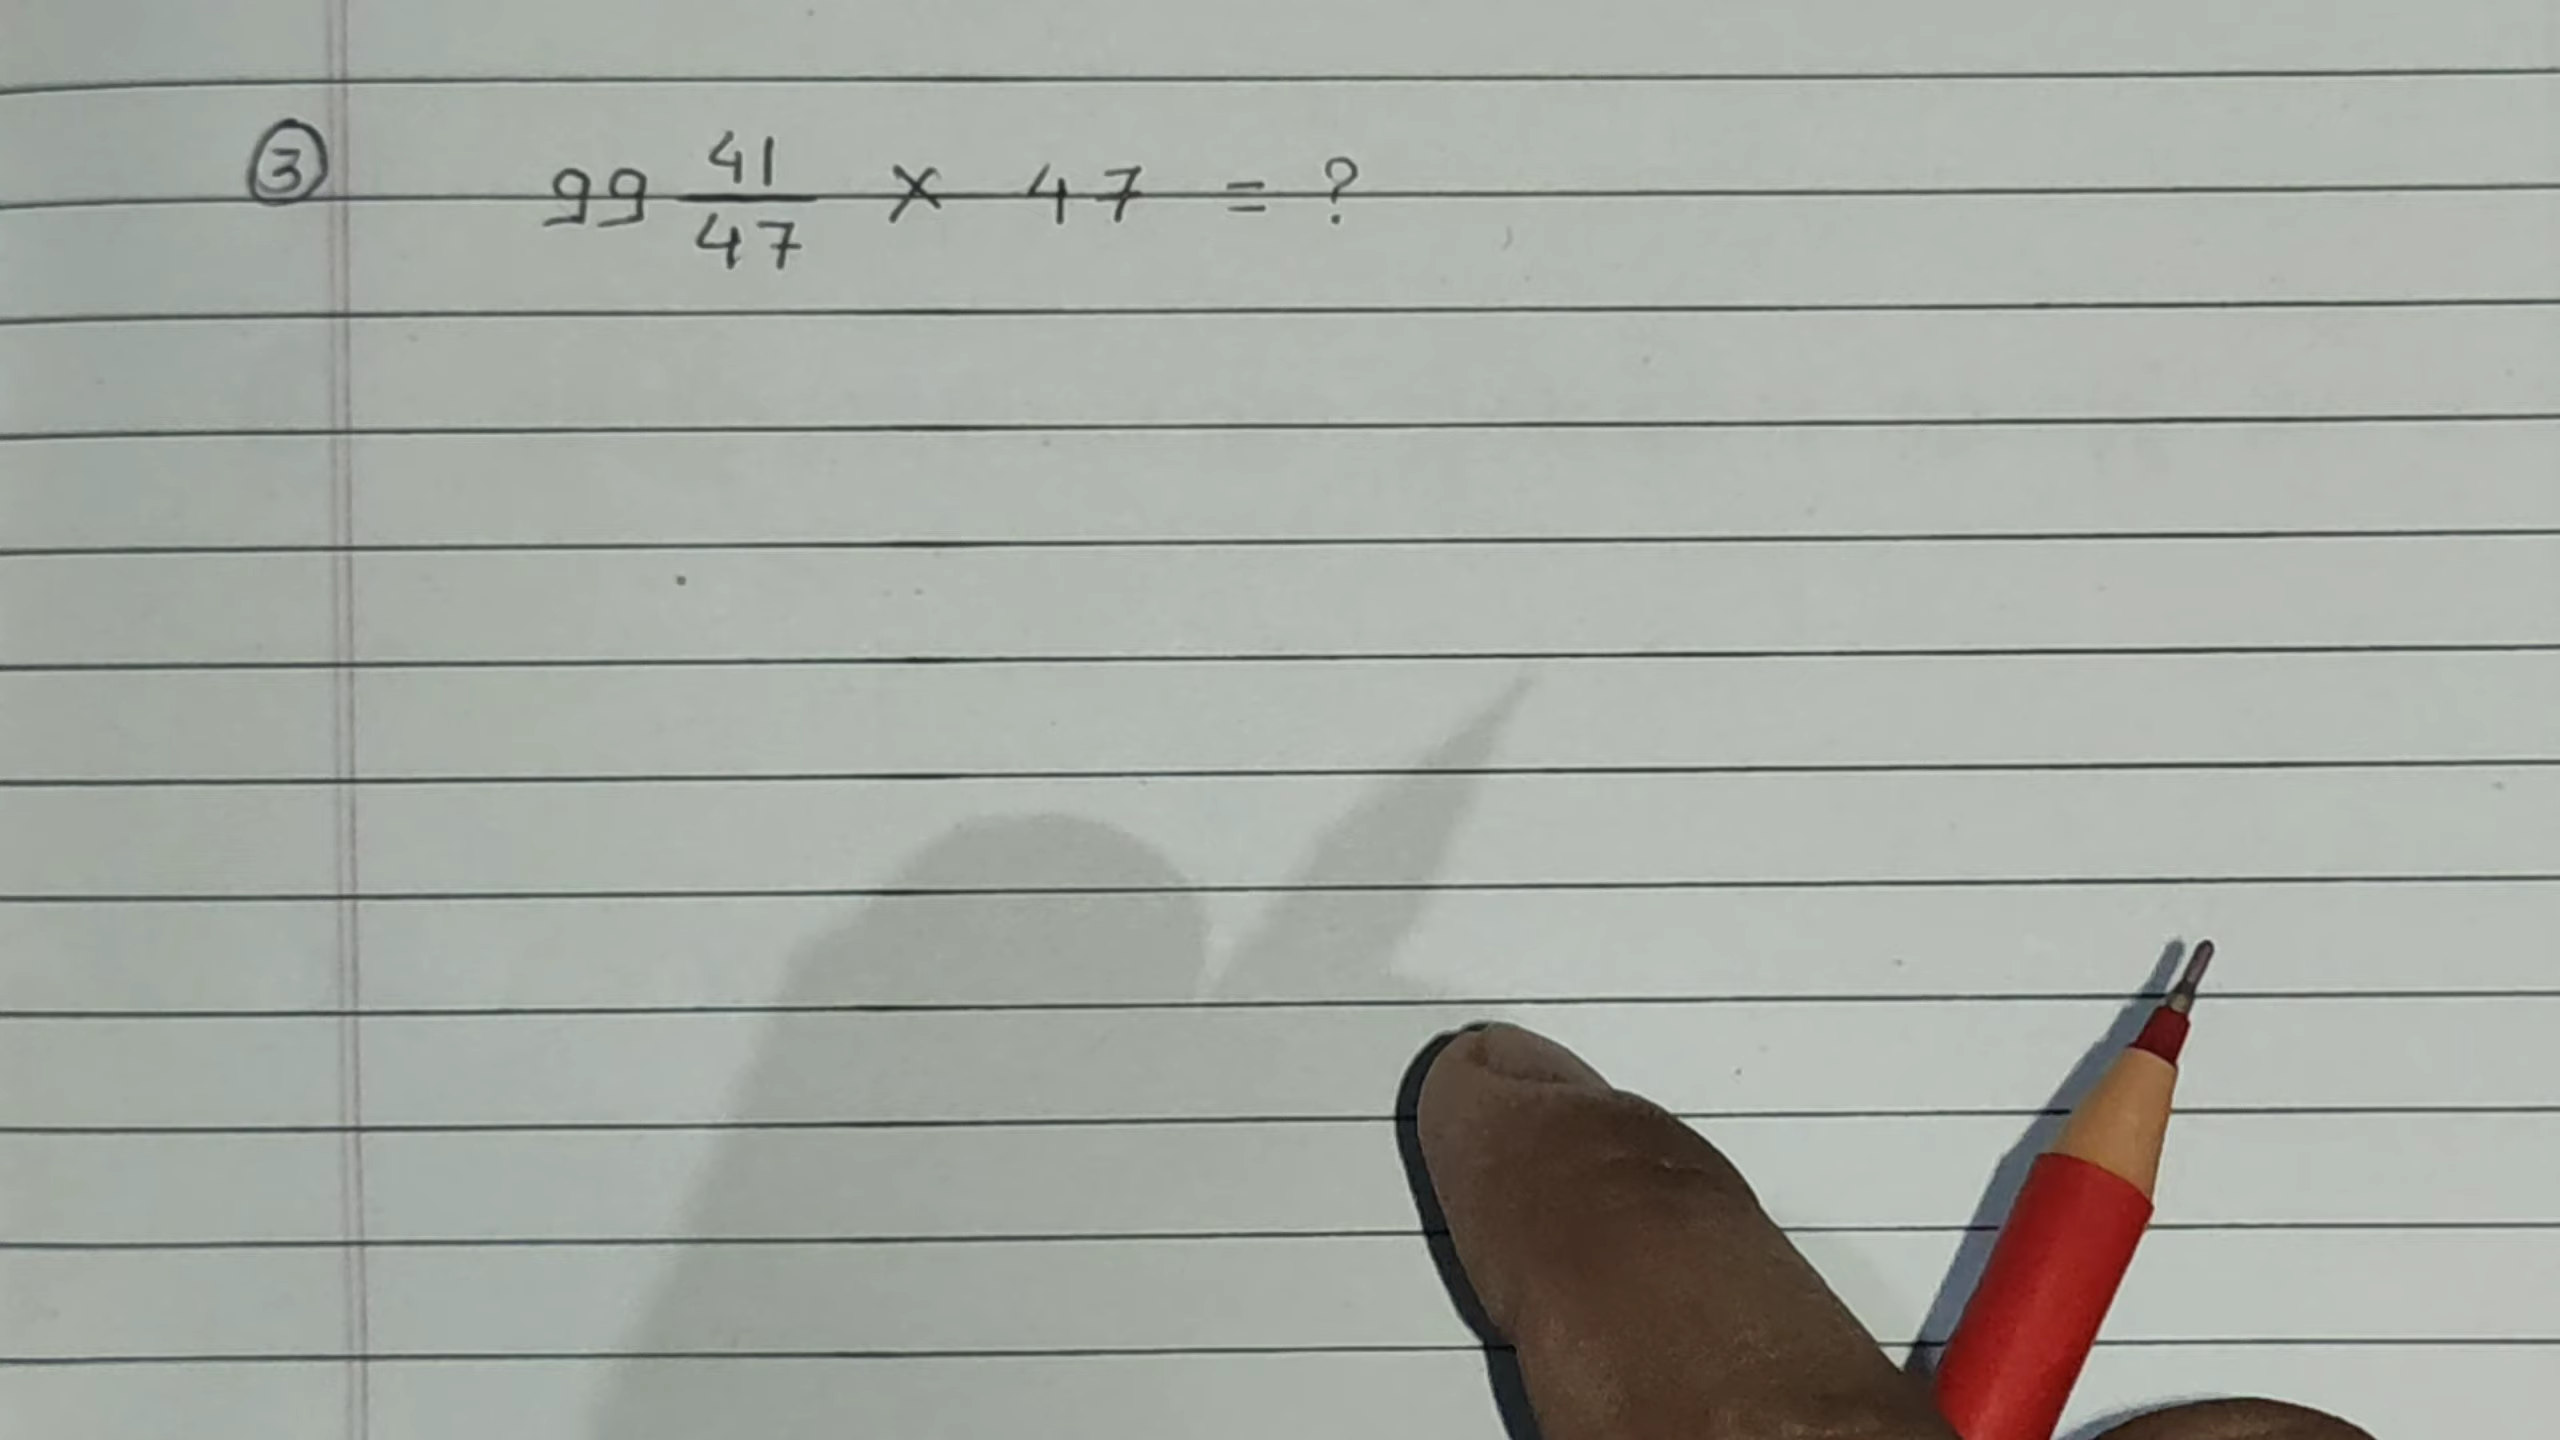 ③ 99 41/47 × 47 = ?